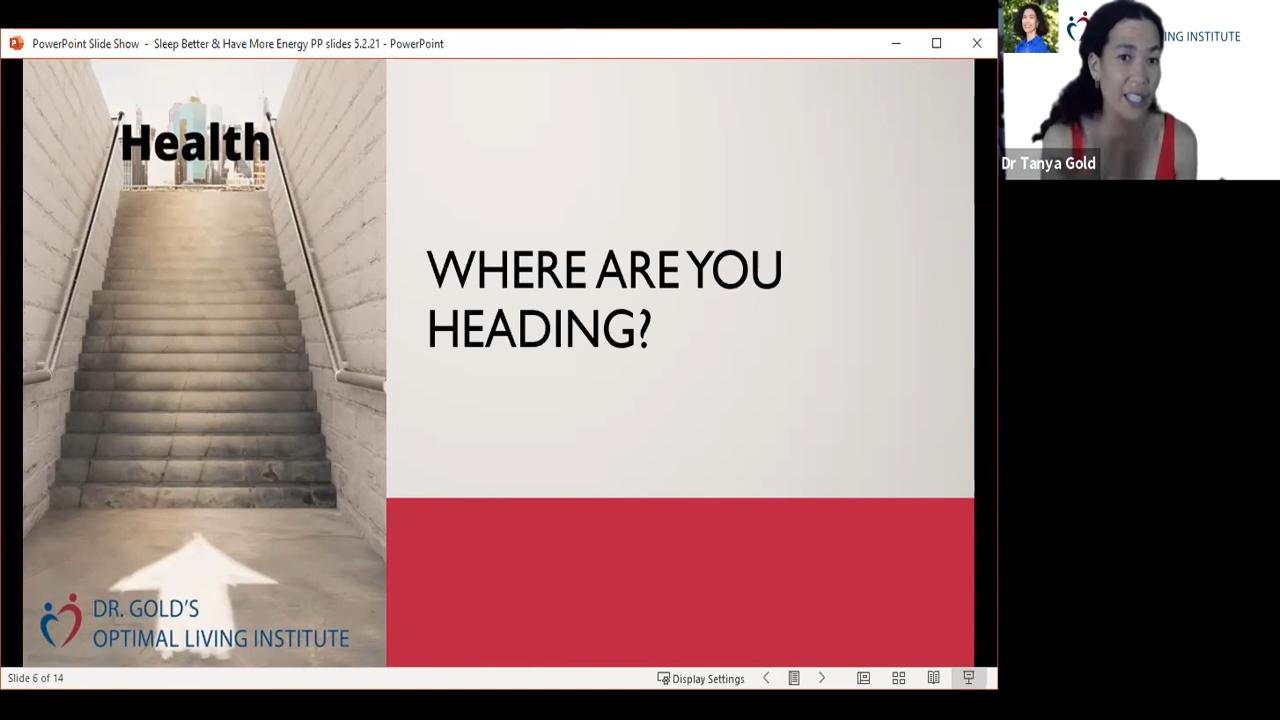 PowerPoint Slide Show - Sleep Better & Have More Energy PP slides 5.2.21 - PowerPoint
ING INSTITUTE
Health
Dr Tanya Gold
WHERE ARE YOU
HEADING?
DR. GOLD'S
OPTIMAL LIVING INSTITUTE
Slide 6 of 14
Display Settings